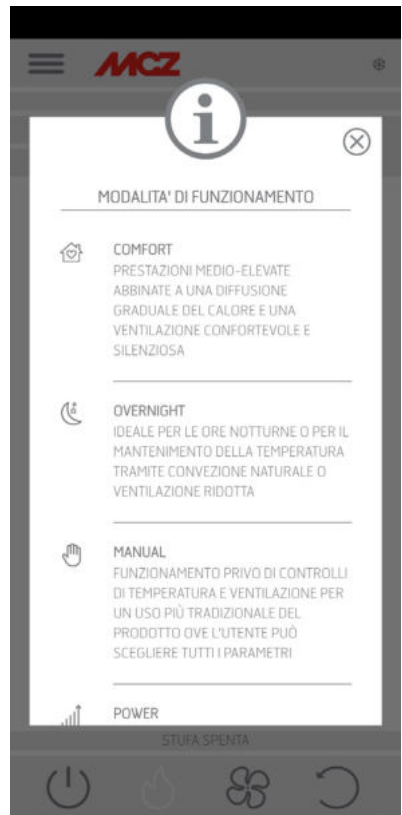 MCZ
i
MODALITA' DI FUNZIONAMENTO
COMFORT
PRESTAZIONI MEDIO-ELEVATE
ABBINATE A UNA DIFFUSIONE
GRADUALE DEL CALORE E UNA
VENTILAZIONE CONFORTEVOLE E
SILENZIOSA
OVERNIGHT
IDEALE PER LE ORE NOTTURNE O PER IL
MANTENIMENTO DELLA TEMPERATURA
TRAMITE CONVEZIONE NATURALE O
VENTILAZIONE RIDOTTA
MANUAL
FUNZIONAMENTO PRIVO DI CONTROLLI
DI TEMPERATURA E VENTILAZIONE PER
UN USO PIÙ TRADIZIONALE DEL
PRODOTTO OVE L'UTENTE PUÒ
SCEGLIERE TUTTI I PARAMETRI
POWER
STUFA SPENTA